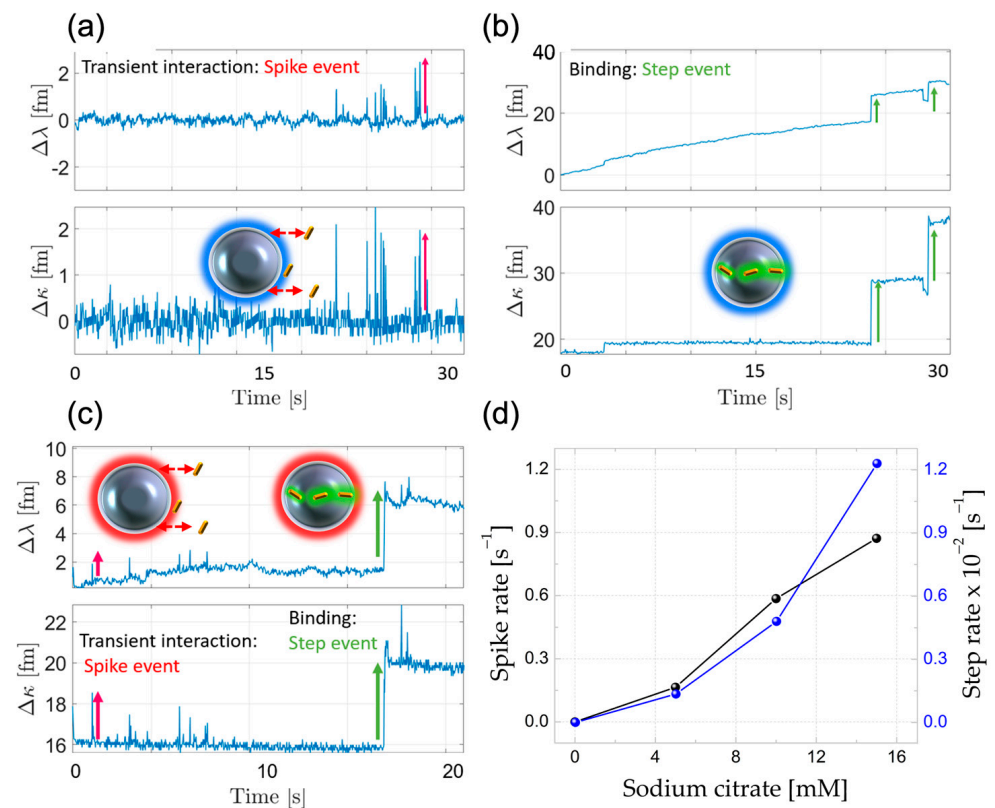 (a)
Transient interaction: Spike event
Δλ [fm]
2
0
-2
Δκ [fm]
2
1
0
0
15
30
Time [s]
(b)
Binding: Step event
Δλ [fm]
40
20
0
Δκ [fm]
40
30
20
0
15
30
Time [s]
(c)
Δλ [fm]
10
8
6
4
2
Δκ [fm]
22
20
18
16
Transient interaction:
Spike event
Binding:
Step event
0
10
20
Time [s]
(d)
Spike rate [s⁻¹]
1.2
0.9
0.6
0.3
0.0
Step rate x 10⁻² [s⁻¹]
1.2
0.9
0.6
0.3
0.0
0
4
8
12
16
Sodium citrate [mM]